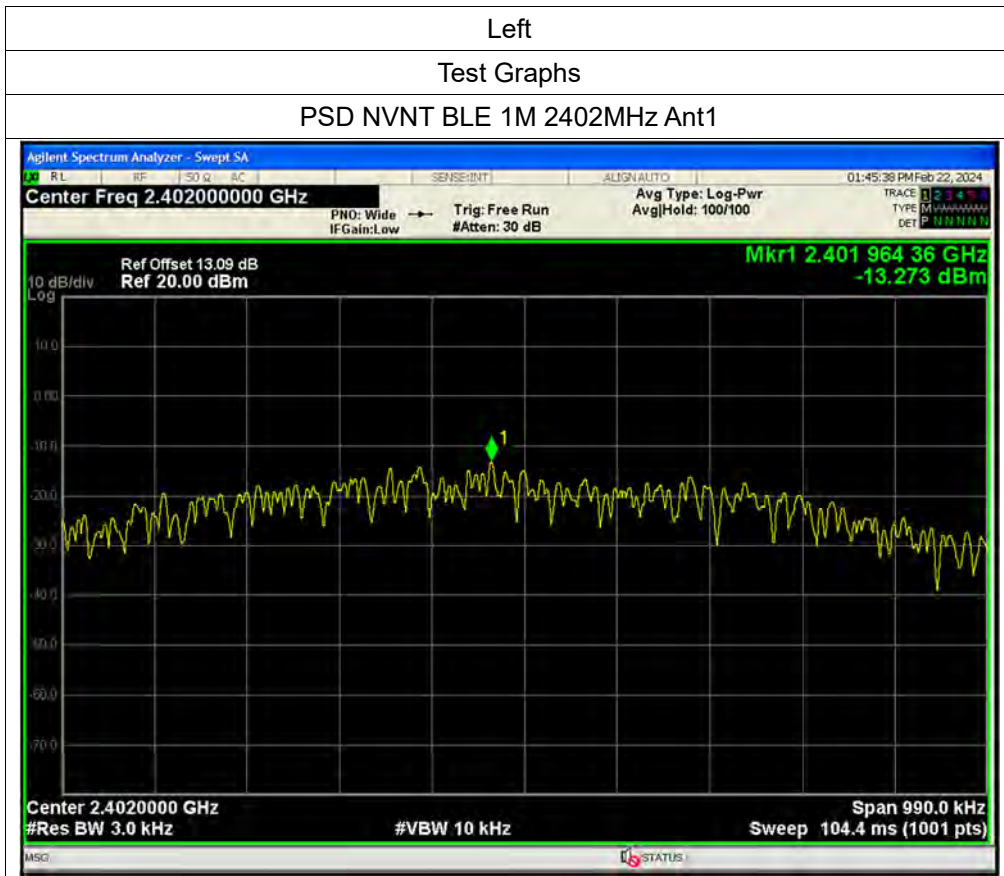 Left
Test Graphs
PSD NVNT BLE 1M 2402MHz Ant1
Agilent Spectrum Analyzer - Swept SA
RL RF 50 Ω AC SENSE:INT ALIGNAUTO 01:45:38 PM Feb 22, 2024
Center Freq 2.402000000 GHz
PNO: Wide Trig: Free Run
IFGain:Low #Atten: 30 dB
Avg Type: Log-Pwr
Avg|Hold: 100/100
TRACE 1 2 3 4 5 6
TYPE M
DET P N N N N N
Mkr1 2.401 964 36 GHz
-13.273 dBm
Ref Offset 13.09 dB
10 dB/div Ref 20.00 dBm
Log
10.0
0.00
-10.0
1
-20.0
-30.0
-40.0
-50.0
-60.0
-70.0
Center 2.4020000 GHz Span 990.0 kHz
#Res BW 3.0 kHz #VBW 10 kHz Sweep 104.4 ms (1001 pts)
MSG STATUS